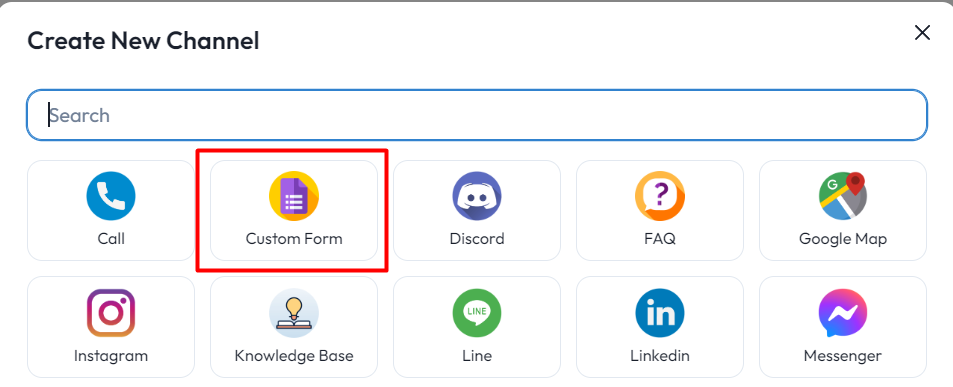 Create New Channel
Search
Call
Custom Form
Discord
?
FAQ
G
Google Map
Instagram
Knowledge Base
LINE
Line
in
Linkedin
Messenger